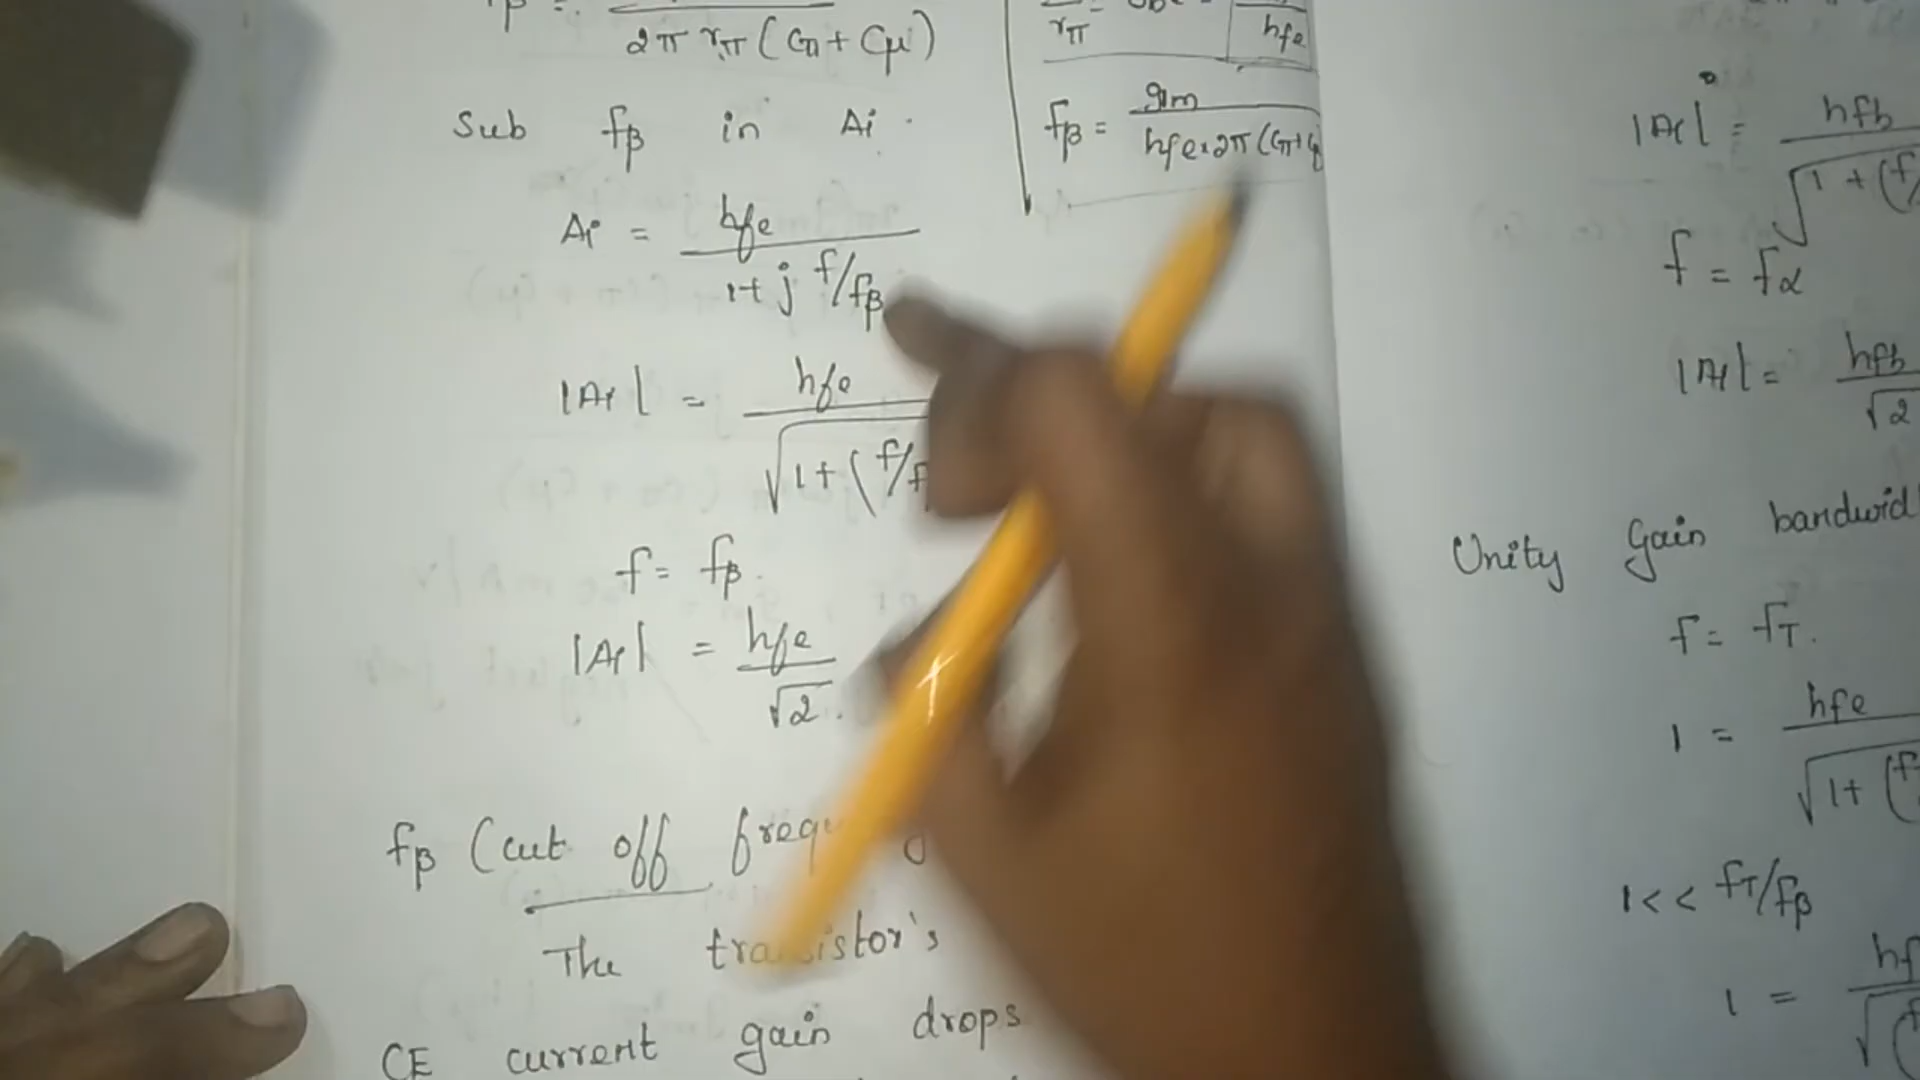 2π rπ (Cπ + Cμ)
Sub fβ in Ai
Ai = hfe / 1+ j f/fβ
|Ai| = hfe / √1+(f/f
f = fβ
|Ai| = hfe / √2
fβ (cut off
The transistor's
CE current gain drops
rπ
hfe
fβ = gm / hfe × 2π (Cπ+C
|Ai| = hfb / √1+(f/
f = fα
|Ai| = hfb / √2
Unity Gain
f = fT.
1 = hfe / √1+(f
1 << fT/fβ
1 =